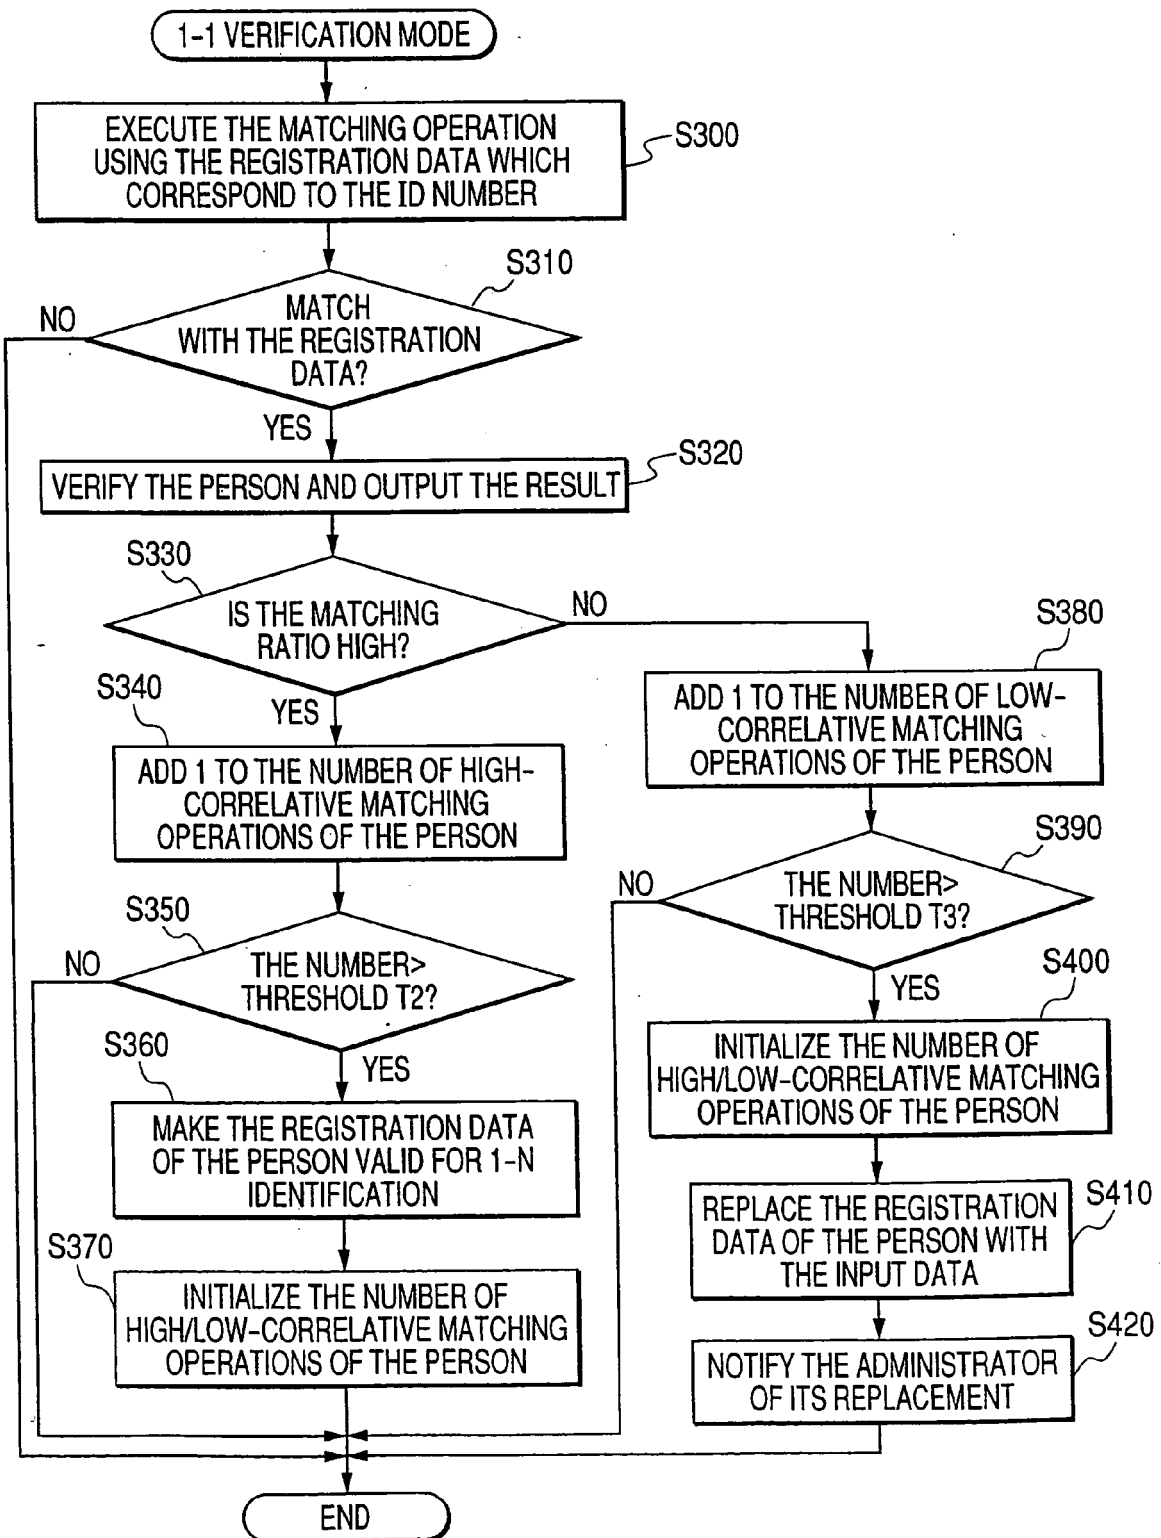 1-1 VERIFICATION MODE
EXECUTE THE MATCHING OPERATION
USING THE REGISTRATION DATA WHICH
CORRESPOND TO THE ID NUMBER
S300
S310
MATCH
WITH THE REGISTRATION
DATA?
NO
YES
S320
VERIFY THE PERSON AND OUTPUT THE RESULT
S330
IS THE MATCHING
RATIO HIGH?
NO
YES
S340
ADD 1 TO THE NUMBER OF HIGH-
CORRELATIVE MATCHING
OPERATIONS OF THE PERSON
S350
THE NUMBER>
THRESHOLD T2?
NO
YES
S360
MAKE THE REGISTRATION DATA
OF THE PERSON VALID FOR 1-N
IDENTIFICATION
S370
INITIALIZE THE NUMBER OF
HIGH/LOW-CORRELATIVE MATCHING
OPERATIONS OF THE PERSON
S380
ADD 1 TO THE NUMBER OF LOW-
CORRELATIVE MATCHING
OPERATIONS OF THE PERSON
S390
THE NUMBER>
THRESHOLD T3?
NO
YES
S400
INITIALIZE THE NUMBER OF
HIGH/LOW-CORRELATIVE MATCHING
OPERATIONS OF THE PERSON
S410
REPLACE THE REGISTRATION
DATA OF THE PERSON WITH
THE INPUT DATA
S420
NOTIFY THE ADMINISTRATOR
OF ITS REPLACEMENT
END